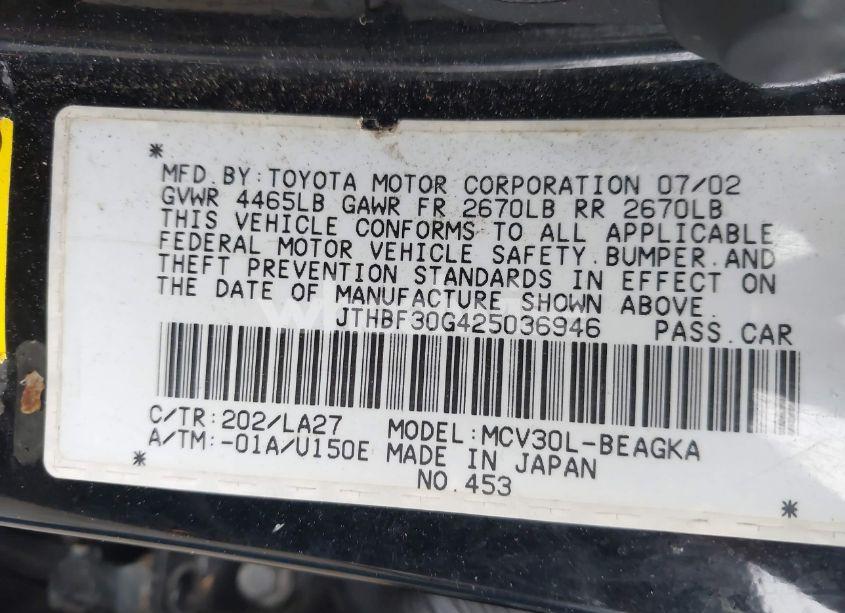 *
MFD.BY:TOYOTA MOTOR CORPORATION 07/02
GVWR 4465LB GAWR FR 2670LB RR 2670LB
THIS VEHICLE CONFORMS TO ALL APPLICABLE
FEDERAL MOTOR VEHICLE SAFETY.BUMPER.AND
THEFT PREVENTION STANDARDS IN EFFECT ON
THE DATE OF MANUFACTURE SHOWN ABOVE.
JTHBF30G425036946 PASS.CAR
C/TR:202/LA27 MODEL:MCV30L-BEAGKA
A/TM:-01A/U150E MADE IN JAPAN
* NO.453 *